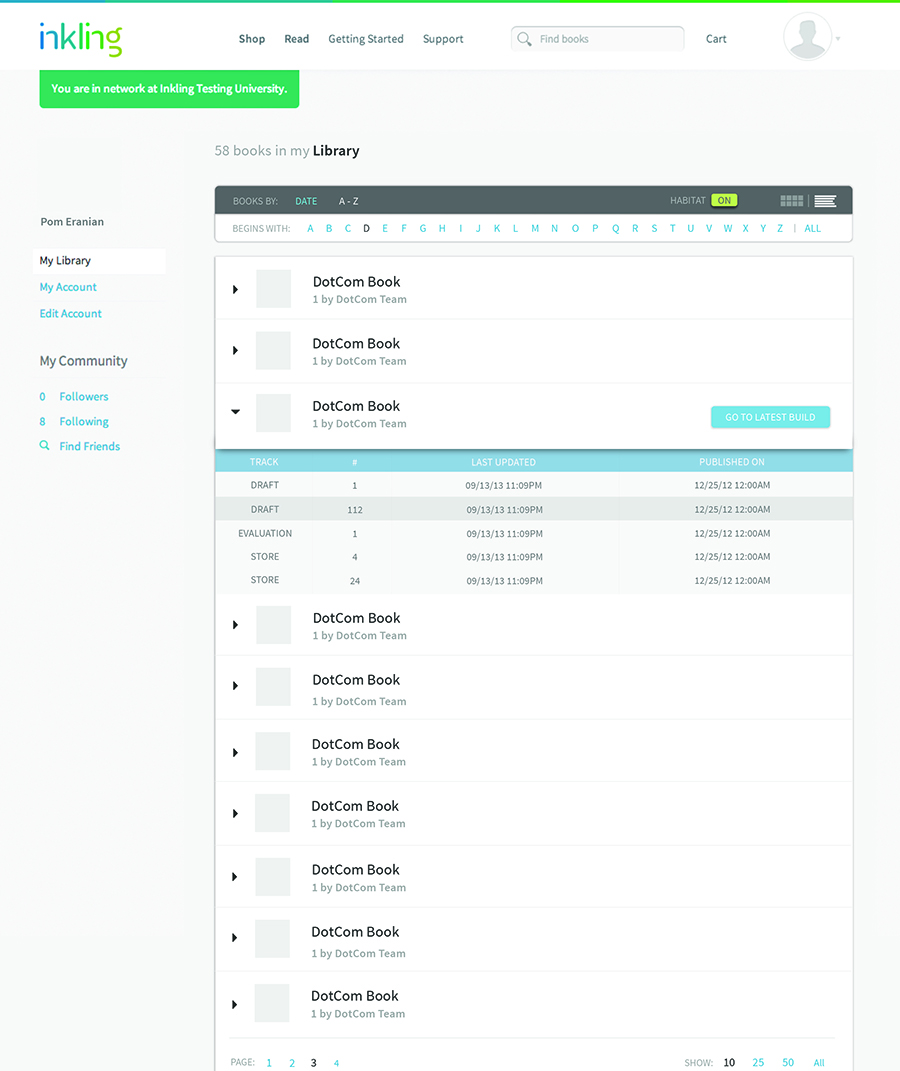 inkling
Shop Read Getting Started Support Find books Cart
You are in network at Inkling Testing University.
58 books in my Library
Pom Eranian
My Library
My Account
Edit Account
My Community
0 Followers
8 Following
Find Friends
BOOKS BY: DATE A - Z HABITAT ON
BEGINS WITH: A B C D E F G H I J K L M N O P Q R S T U V W X Y Z | ALL
DotCom Book
1 by DotCom Team
DotCom Book
1 by DotCom Team
DotCom Book
1 by DotCom Team
GO TO LATEST BUILD
TRACK # LAST UPDATED PUBLISHED ON
DRAFT 1 09/13/13 11:09PM 12/25/12 12:00AM
DRAFT 112 09/13/13 11:09PM 12/25/12 12:00AM
EVALUATION 1 09/13/13 11:09PM 12/25/12 12:00AM
STORE 4 09/13/13 11:09PM 12/25/12 12:00AM
STORE 24 09/13/13 11:09PM 12/25/12 12:00AM
DotCom Book
1 by DotCom Team
DotCom Book
1 by DotCom Team
DotCom Book
1 by DotCom Team
DotCom Book
1 by DotCom Team
DotCom Book
1 by DotCom Team
DotCom Book
1 by DotCom Team
DotCom Book
1 by DotCom Team
PAGE: 1 2 3 4 SHOW: 10 25 50 All